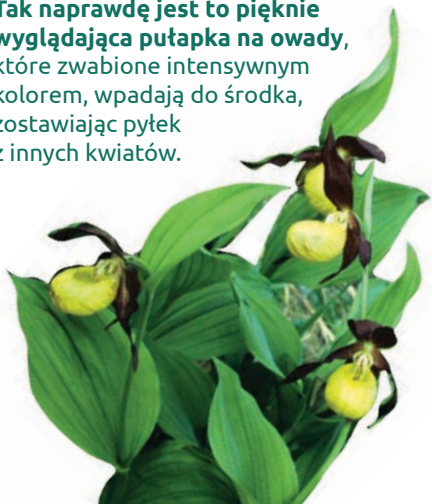 Tak naprawdę jest to pięknie
wyglądająca pułapka na owady,
które zwabione intensywnym
kolorem, wpadają do środka,
zostawiając pyłek
z innych kwiatów.